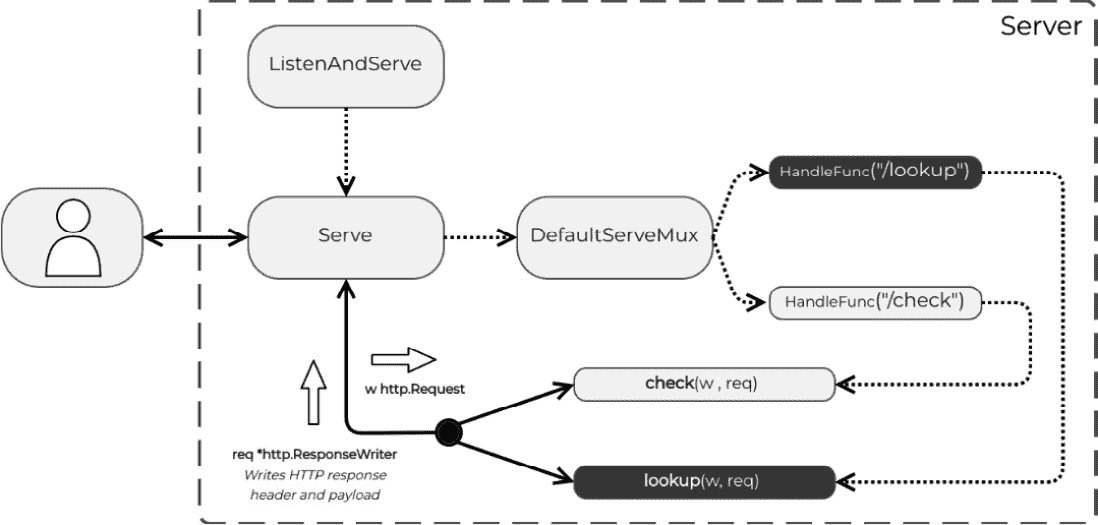 Server
ListenAndServe
Serve
DefaultServeMux
HandleFunc("/lookup")
HandleFunc("/check")
w http.Request
check(w , req)
req *http.ResponseWriter
Writes HTTP response
header and payload
lookup(w, req)